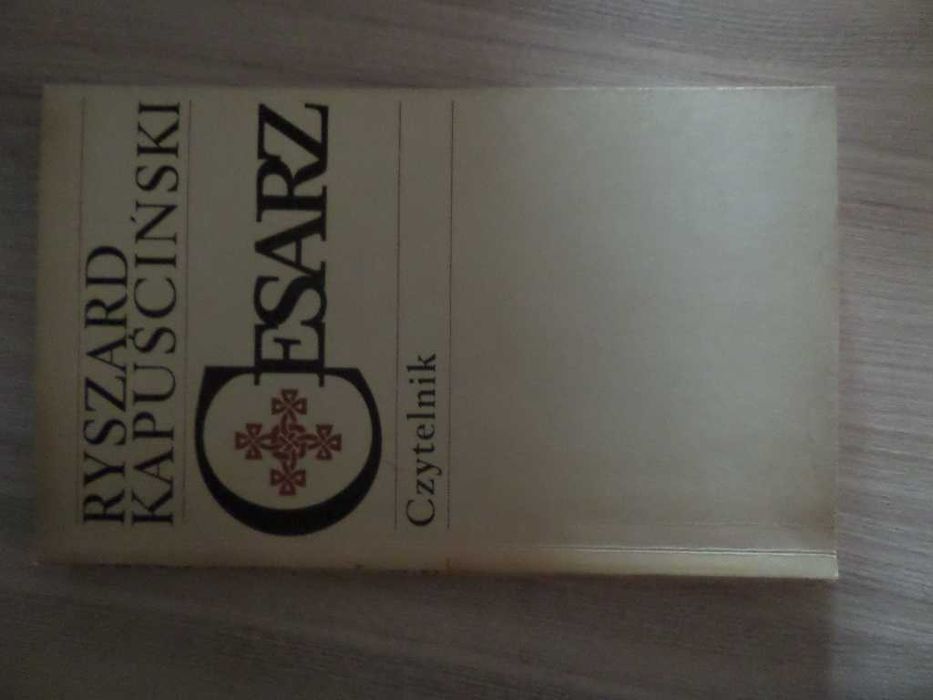 RYSZARD
KAPUŚCIŃSKI
CESARZ
Czytelnik